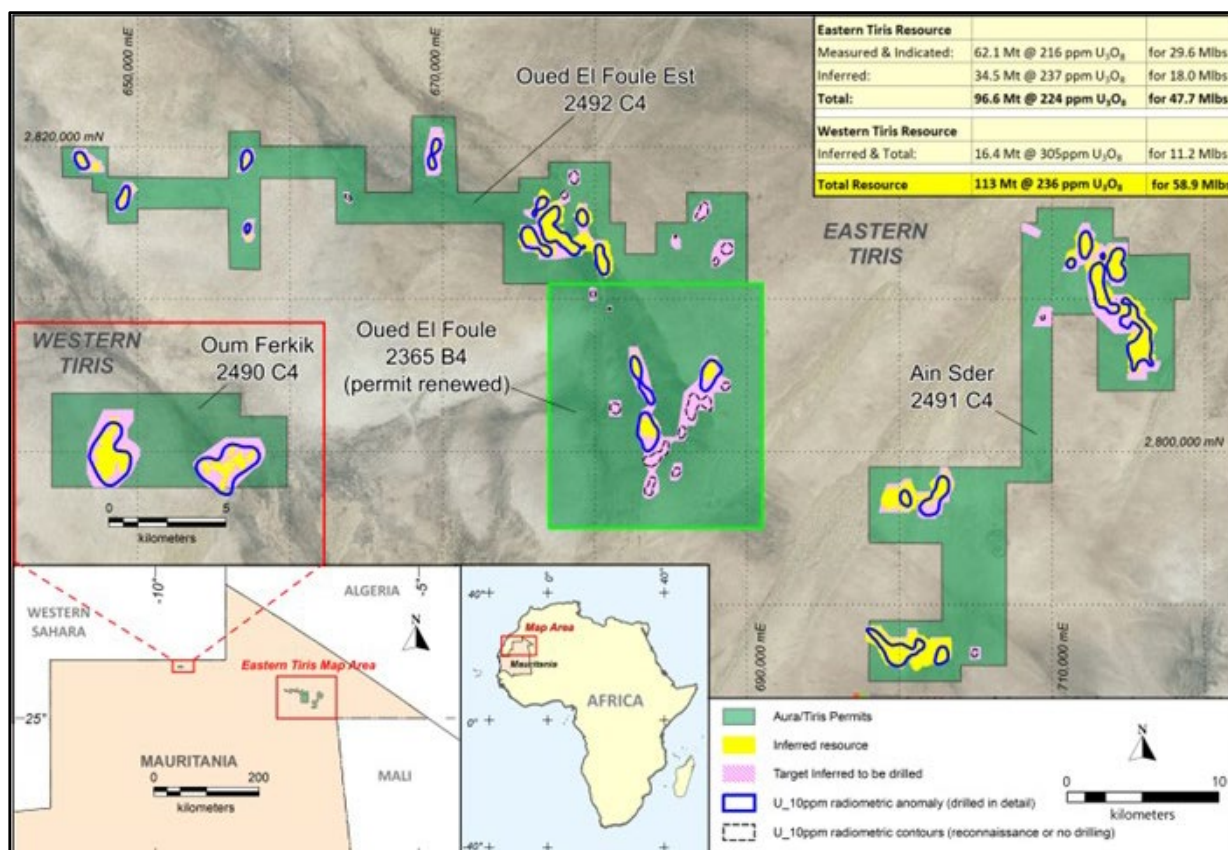 Eastern Tiris Resource
Measured & Indicated: 62.1 Mt @ 216 ppm U₃O₈ for 29.6 Mlbs
Inferred: 34.5 Mt @ 237 ppm U₃O₈ for 18.0 Mlbs
Total: 96.6 Mt @ 224 ppm U₃O₈ for 47.7 Mlbs
Western Tiris Resource
Inferred & Total: 16.4 Mt @ 305ppm U₃O₈ for 11.2 Mlbs
Total Resource 113 Mt @ 236 ppm U₃O₈ for 58.9 Mlbs
650,000 mE
670,000 mE
2,820,000 mN
Oued El Foule Est
2492 C4
EASTERN
TIRIS
WESTERN
TIRIS
Oum Ferkik
2490 C4
0 5
kilometers
Oued El Foule
2365 B4
(permit renewed)
Ain Sder
2491 C4
2,800,000 mN
690,000 mE
710,000 mE
-10°
-5°
WESTERN
SAHARA
ALGERIA
N
Eastern Tiris Map Area
-25°
MAURITANIA
0 200
kilometers
MALI
40°
0°
40°
Map Area
Mauritania
AFRICA
0°
-40°
Aura/Tiris Permits
Inferred resource
Target Inferred to be drilled
U_10ppm radiometric anomaly (drilled in detail)
U_10ppm radiometric contours (reconnaissance or no drilling)
N
0 10
kilometers